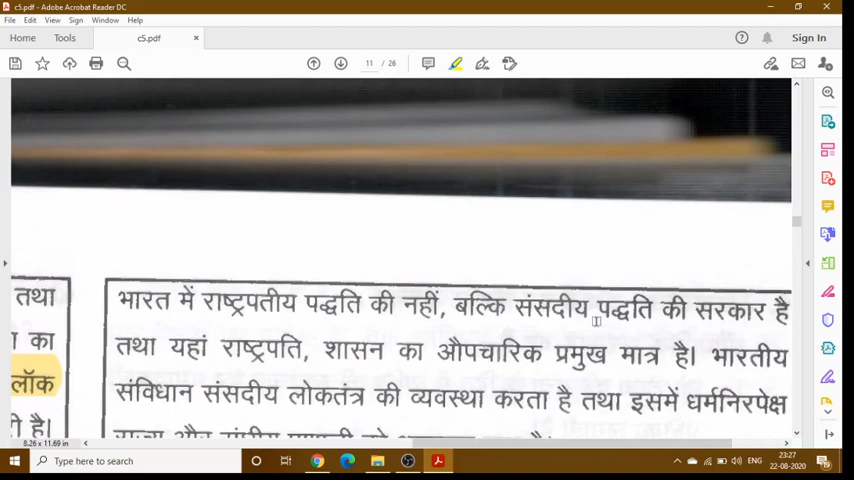 c5.pdf - Adobe Acrobat Reader DC
File Edit View Sign Window Help
Home Tools c5.pdf × Sign In
11 / 26
तथा
का
लॉक
है।
भारत में राष्ट्रपतीय पद्धति की नहीं, बल्कि संसदीय पद्धति की सरकार है
तथा यहां राष्ट्रपति, शासन का औपचारिक प्रमुख मात्र है। भारतीय
संविधान संसदीय लोकतंत्र की व्यवस्था करता है तथा इसमें धर्मनिरपेक्ष
8.26 x 11.69 in
Type here to search
ENG
23:27
22-08-2020